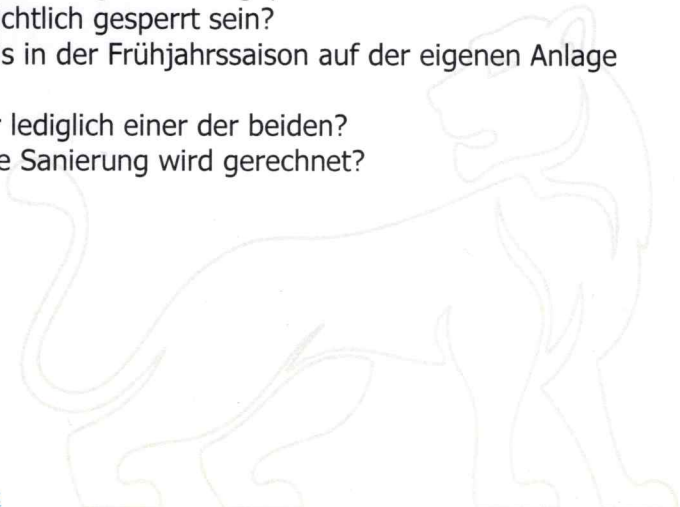 chtlich gesperrt sein?
s in der Frühjahrssaison auf der eigenen Anlage
lediglich einer der beiden?
e Sanierung wird gerechnet?